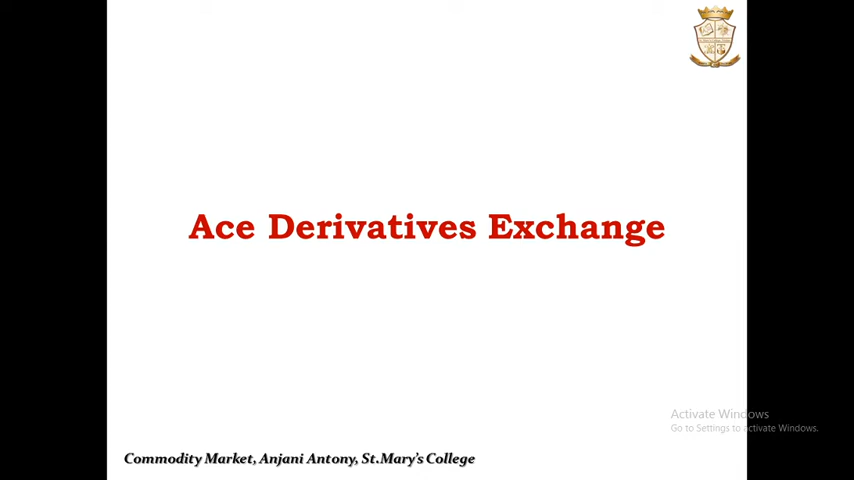 Ace Derivatives Exchange
Activate Windows
Go to Settings to activate Windows.
Commodity Market, Anjani Antony, St.Mary's College